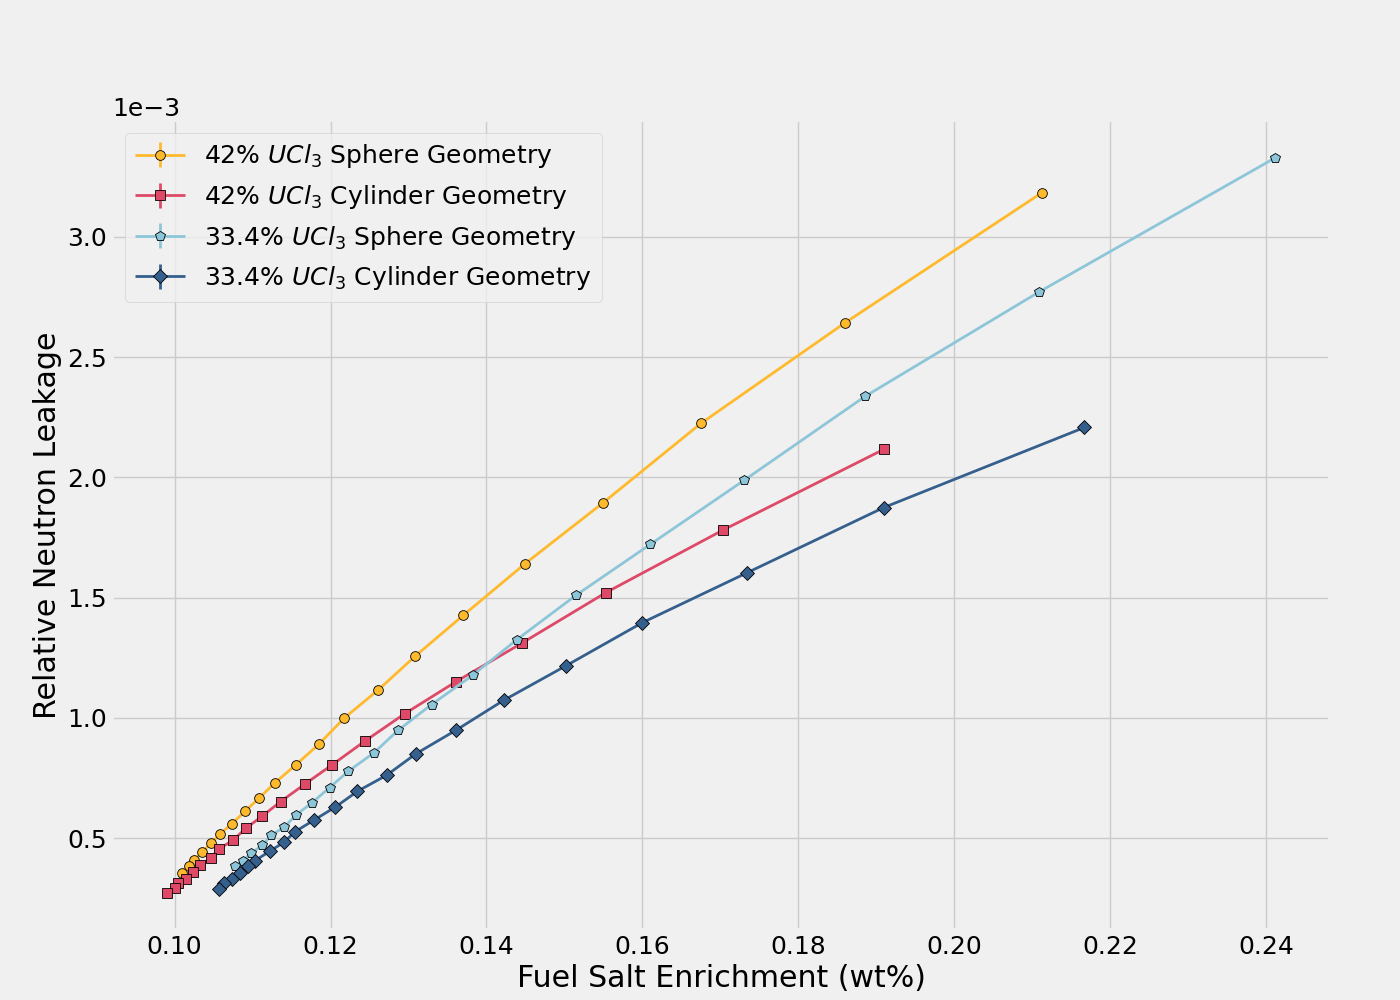 1e−3
42% UCl₃ Sphere Geometry
42% UCl₃ Cylinder Geometry
33.4% UCl₃ Sphere Geometry
33.4% UCl₃ Cylinder Geometry
3.0
2.5
2.0
1.5
1.0
0.5
Relative Neutron Leakage
0.10 0.12 0.14 0.16 0.18 0.20 0.22 0.24
Fuel Salt Enrichment (wt%)